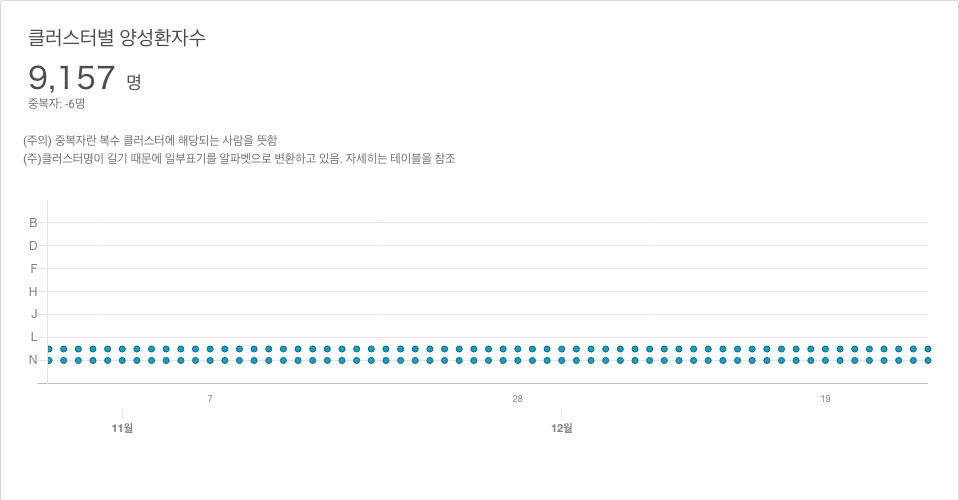 클러스터별 양성환자수
9,157 명
중복자: -6명
(주의) 중복자란 복수 클러스터에 해당되는 사람을 뜻함
(주)클러스터명이 길기 때문에 일부표기를 알파벳으로 변환하고 있음. 자세히는 테이블을 참조
B
D
F
H
J
L
N
7 28 19
11월 12월